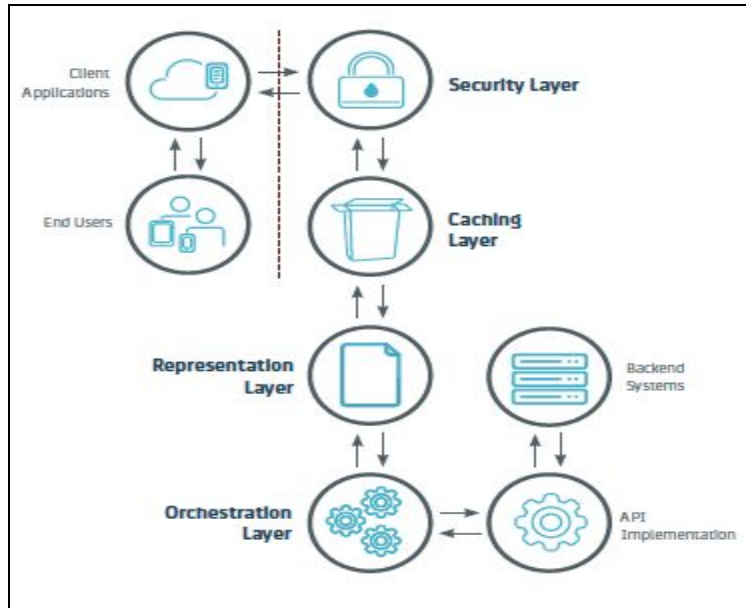 Client
Applications
Security Layer
End Users
Caching
Layer
Representation
Layer
Backend
Systems
Orchestration
Layer
API
Implementation